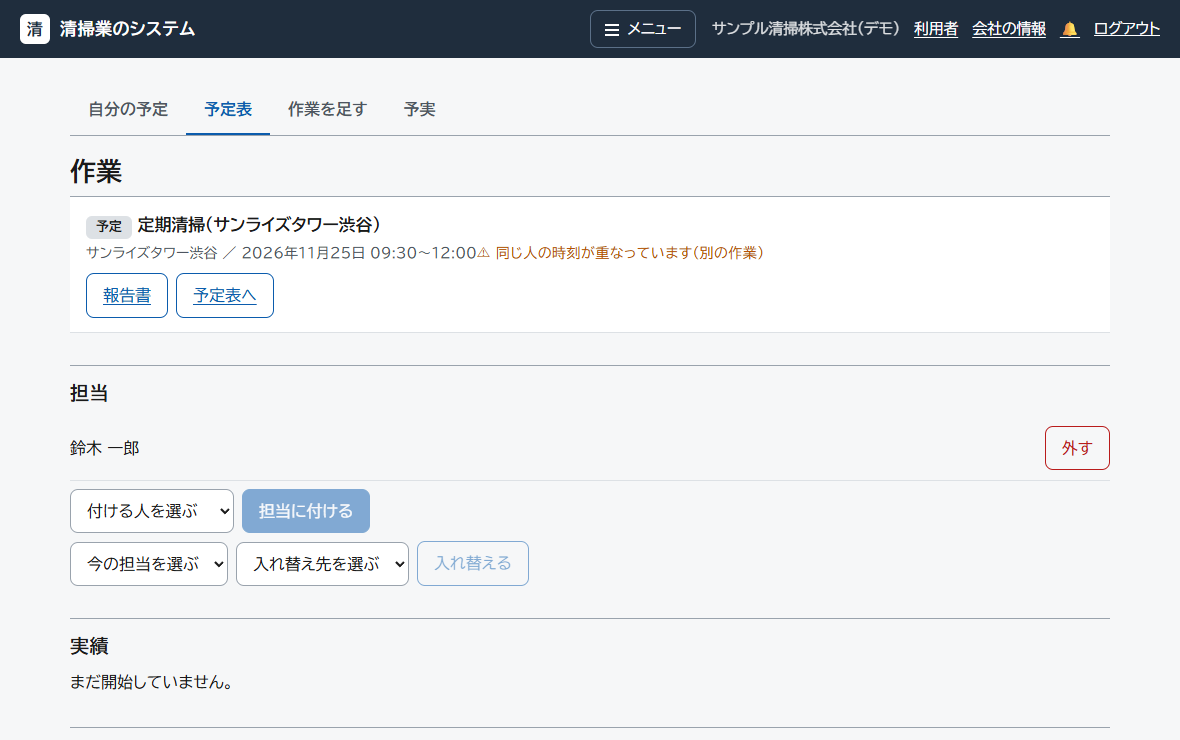 清 清掃業のシステム
☰ メニュー サンプル清掃株式会社(デモ) 利用者 会社の情報 🔔 ログアウト
自分の予定 予定表 作業を足す 予実
作業
予定 定期清掃(サンライズタワー渋谷)
サンライズタワー渋谷 ／ 2026年11月25日 09:30〜12:00⚠ 同じ人の時刻が重なっています(別の作業)
報告書 予定表へ
担当
鈴木 一郎 外す
付ける人を選ぶ 担当に付ける
今の担当を選ぶ 入れ替え先を選ぶ 入れ替える
実績
まだ開始していません。